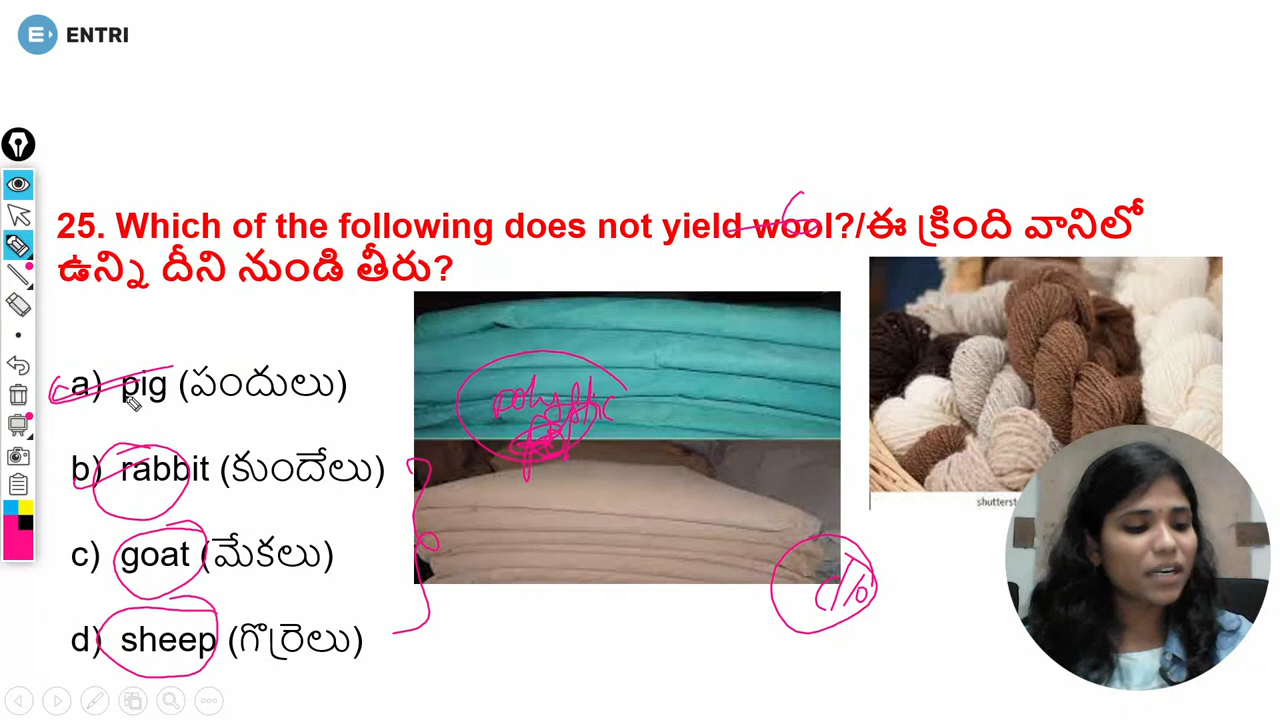 ENTRI
25. Which of the following does not yield wool?/ఈ క్రింది వానిలో
ఉన్ని దీని నుండి తీరు?
a) pig (పందులు)
b) rabbit (కుందేలు)
c) goat (మేకలు)
d) sheep (గొర్రెలు)